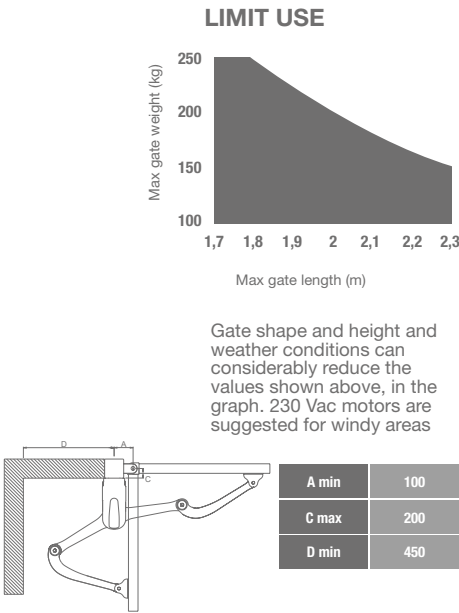 LIMIT USE
Max gate weight (kg)
250
200
150
100
1,7 1,8 1,9 2 2,1 2,2 2,3
Max gate length (m)
Gate shape and height and
weather conditions can
considerably reduce the
values shown above, in the
graph. 230 Vac motors are
suggested for windy areas
D A
C
A min 100
C max 200
D min 450